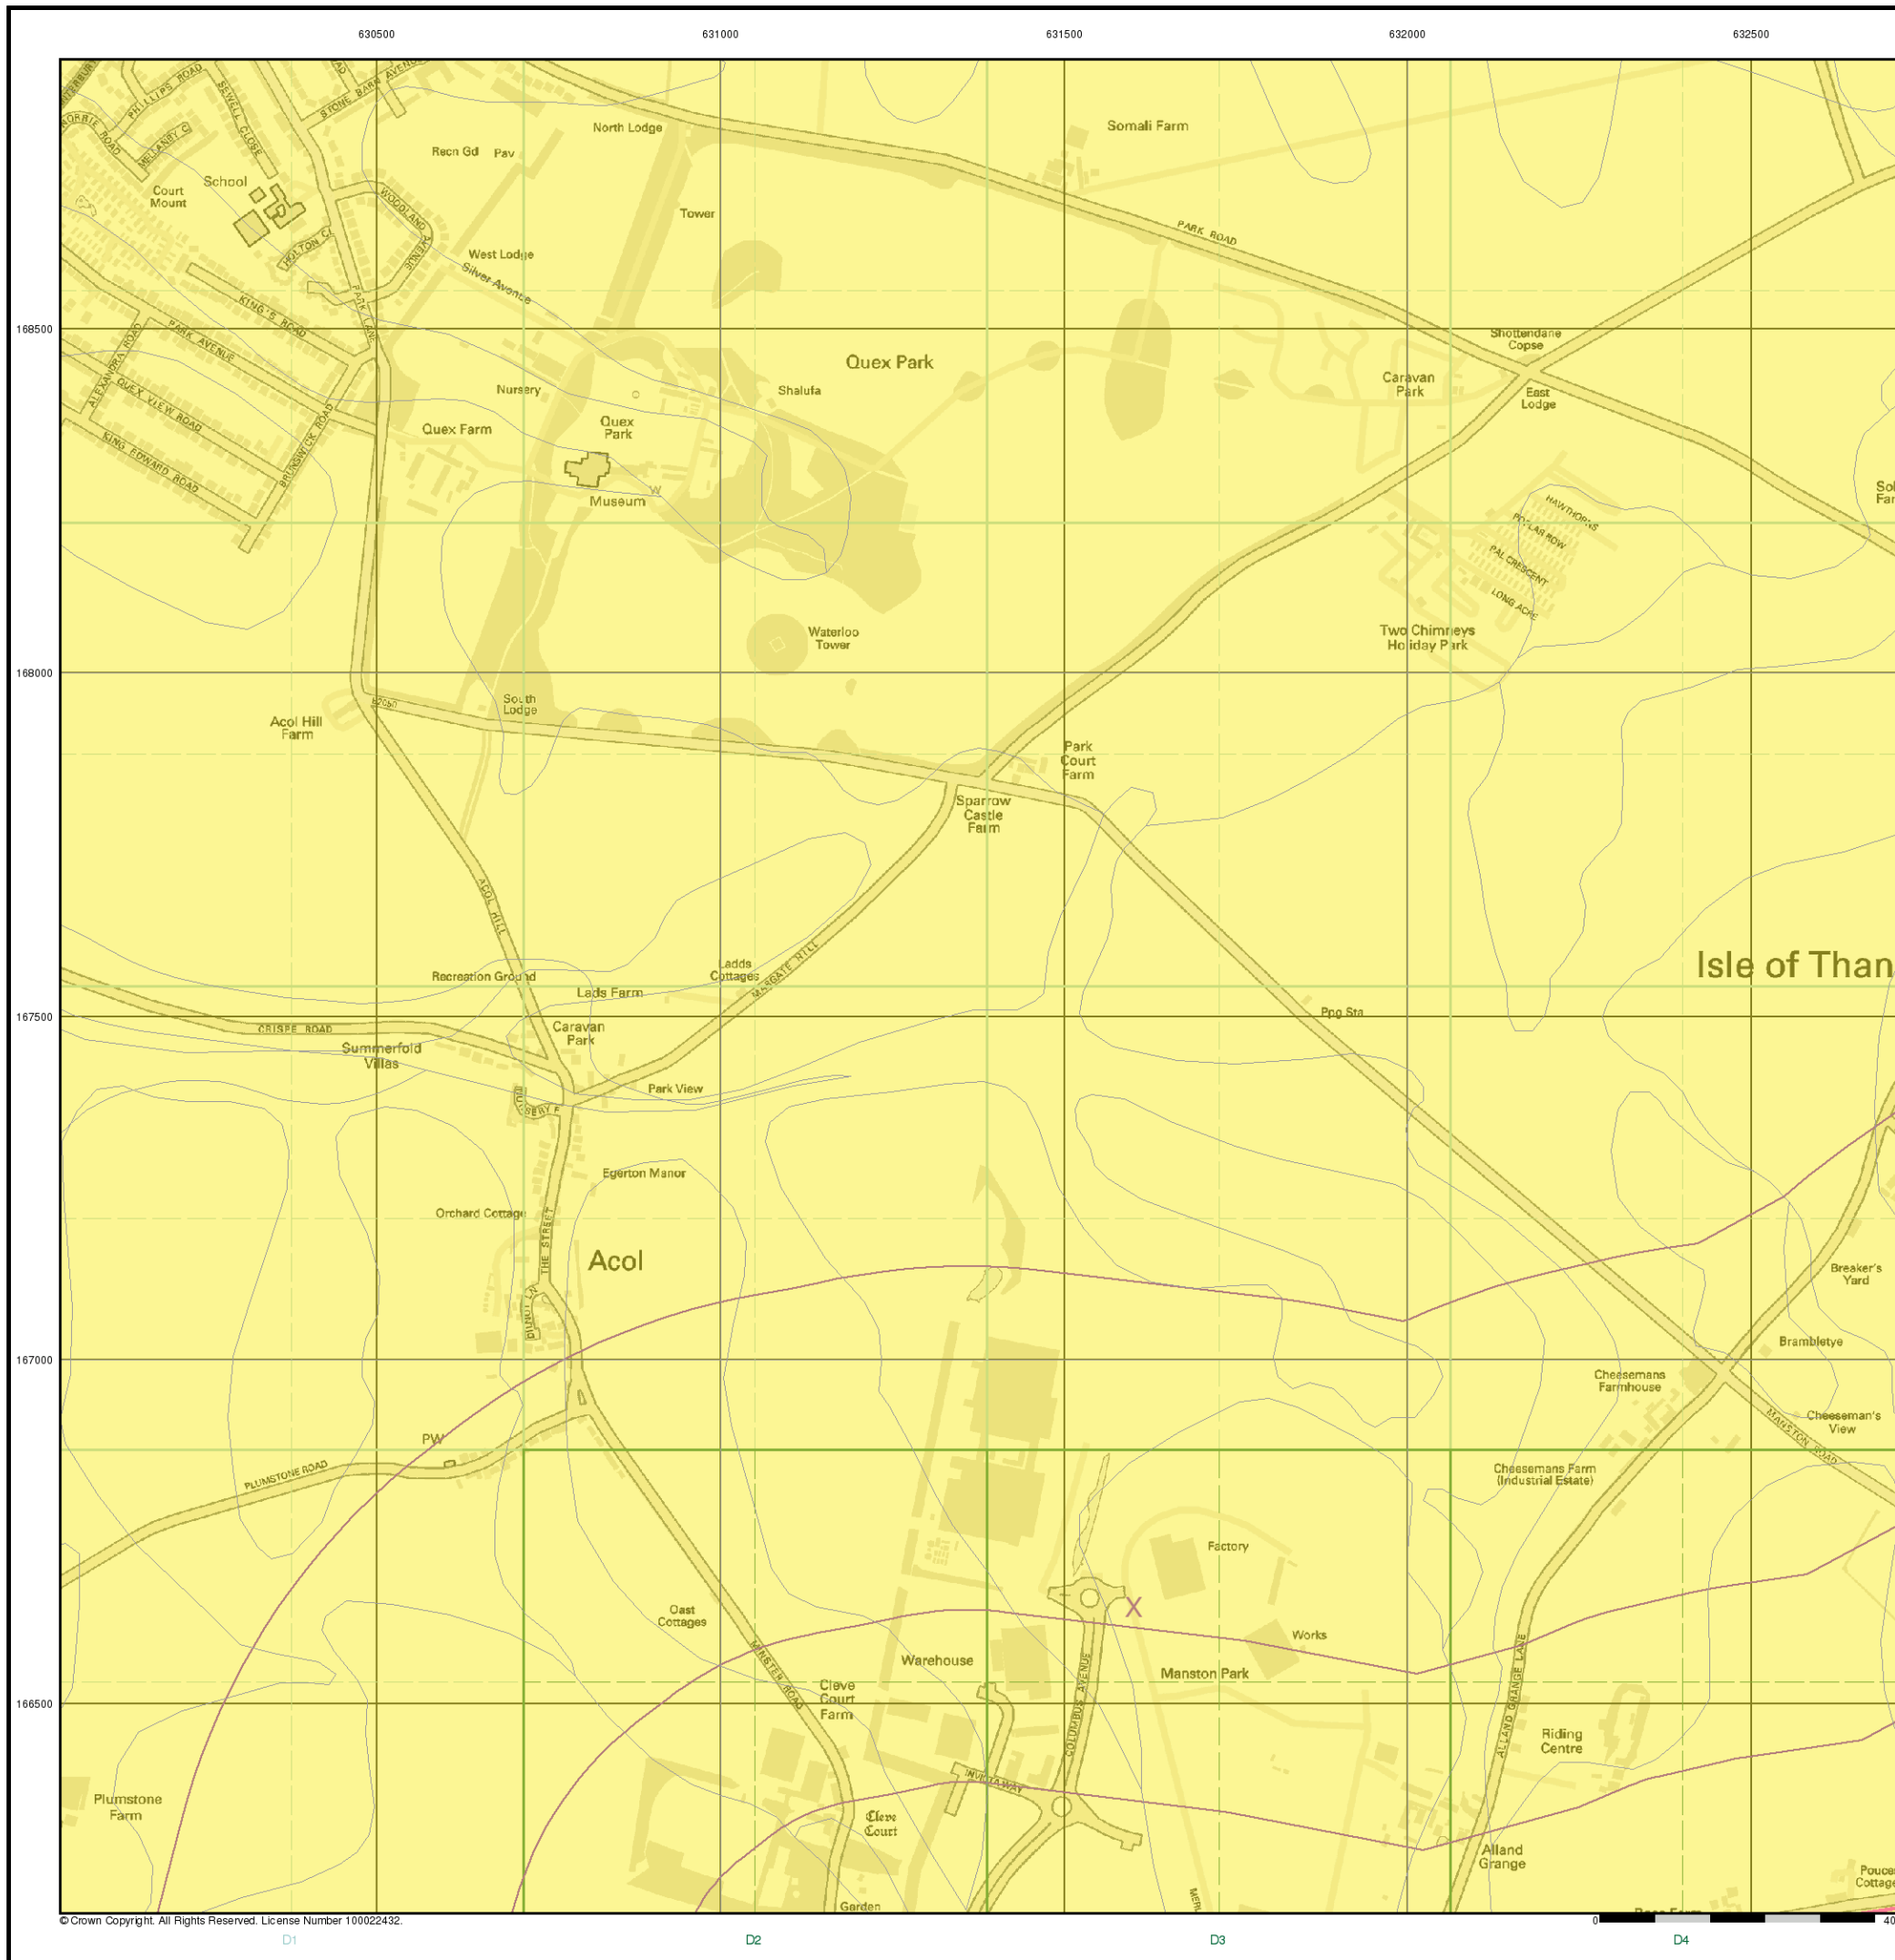 630500
631000
631500
632000
632500
168500
168000
167500
167000
166500
PHILLIPS ROAD
SEWELL CLOSE
STONE BARN AVENUE
MELLANBY C
North Lodge
Somali Farm
Recn Gd
Pav
School
Court
Mount
WOODLAND AVENUE
HOLTON CL
Tower
PARK ROAD
West Lodge
Silver Avonce
KING'S ROAD
PARK LANE
PARK AVENUE
ALEXANDRA ROAD
QUEX VIEW ROAD
KING EDWARD ROAD
BRUNSWICK ROAD
Shottendane
Copse
Quex Park
Nursery
Shalufa
Caravan
Park
East
Lodge
Quex Farm
Quex
Park
Museum
W
Sol
Far
HAWTHORNS
POPLAR ROW
PAL CRESCENT
LONG ACRE
Waterloo
Tower
Two Chimneys
Holiday Park
South
Lodge
B2050
Acol Hill
Farm
Park
Court
Farm
Sparrow
Castle
Farm
ACOL HILL
Isle of Than
Recreation Ground
Ladds
Cottages
MARGATE HILL
Lads Farm
Ppg Sta
CRISPE ROAD
Caravan
Park
Summerfold
Villas
Park View
Egerton Manor
Orchard Cottage
THE STREET
Acol
Breaker's
Yard
Brambletye
Cheesemans
Farmhouse
Cheeseman's
View
MANSTON ROAD
PW
PLUMSTONE ROAD
Cheesemans Farm
(Industrial Estate)
Factory
X
Oast
Cottages
Works
MINSTER ROAD
Warehouse
Manston Park
Cleve
Court
Farm
COLUMBUS AVENUE
ALLAND GRANGE LANE
Riding
Centre
INVICTA WAY
Plumstone
Farm
Cleve
Court
Alland
Grange
Garden
© Crown Copyright. All Rights Reserved. License Number 100022432.
0
40
D1
D2
D3
D4